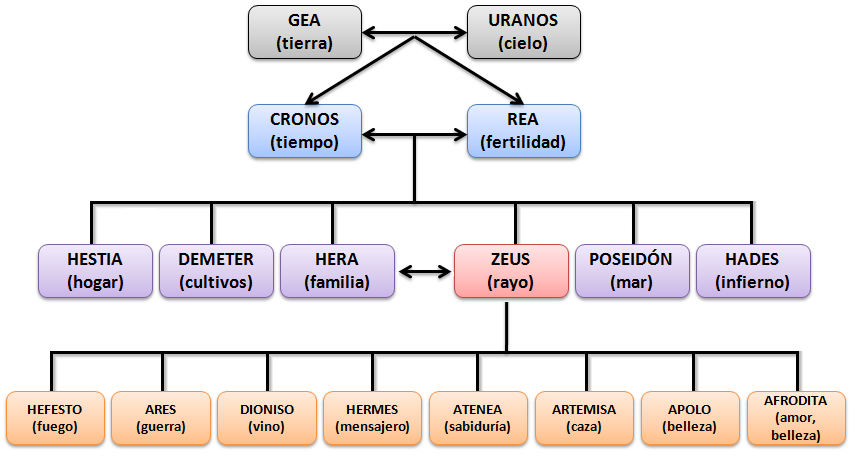 GEA
(tierra)
URANOS
(cielo)
CRONOS
(tiempo)
REA
(fertilidad)
HESTIA
(hogar)
DEMETER
(cultivos)
HERA
(familia)
ZEUS
(rayo)
POSEIDÓN
(mar)
HADES
(infierno)
HEFESTO
(fuego)
ARES
(guerra)
DIONISO
(vino)
HERMES
(mensajero)
ATENEA
(sabiduría)
ARTEMISA
(caza)
APOLO
(belleza)
AFRODITA
(amor,
belleza)